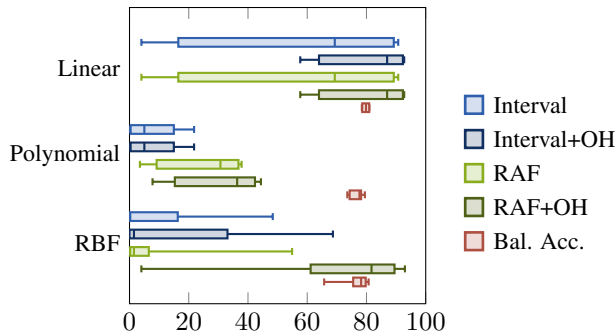 Linear
Polynomial
RBF
0 20 40 60 80 100
Interval
Interval+OH
RAF
RAF+OH
Bal. Acc.